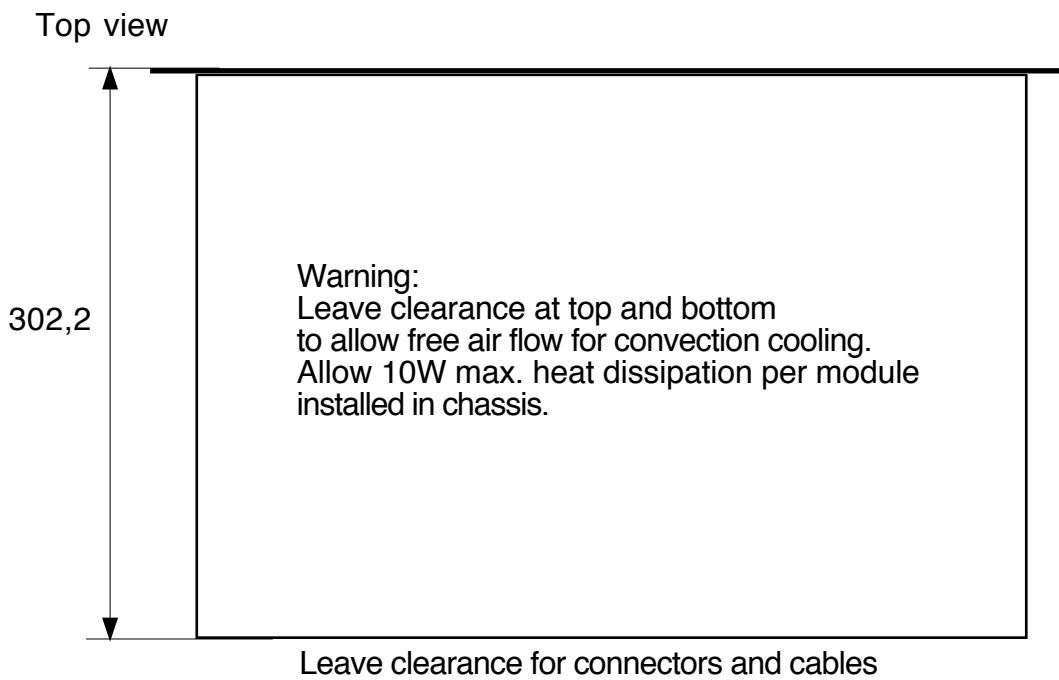 Top view
302,2
Warning:
Leave clearance at top and bottom
to allow free air flow for convection cooling.
Allow 10W max. heat dissipation per module
installed in chassis.
Leave clearance for connectors and cables